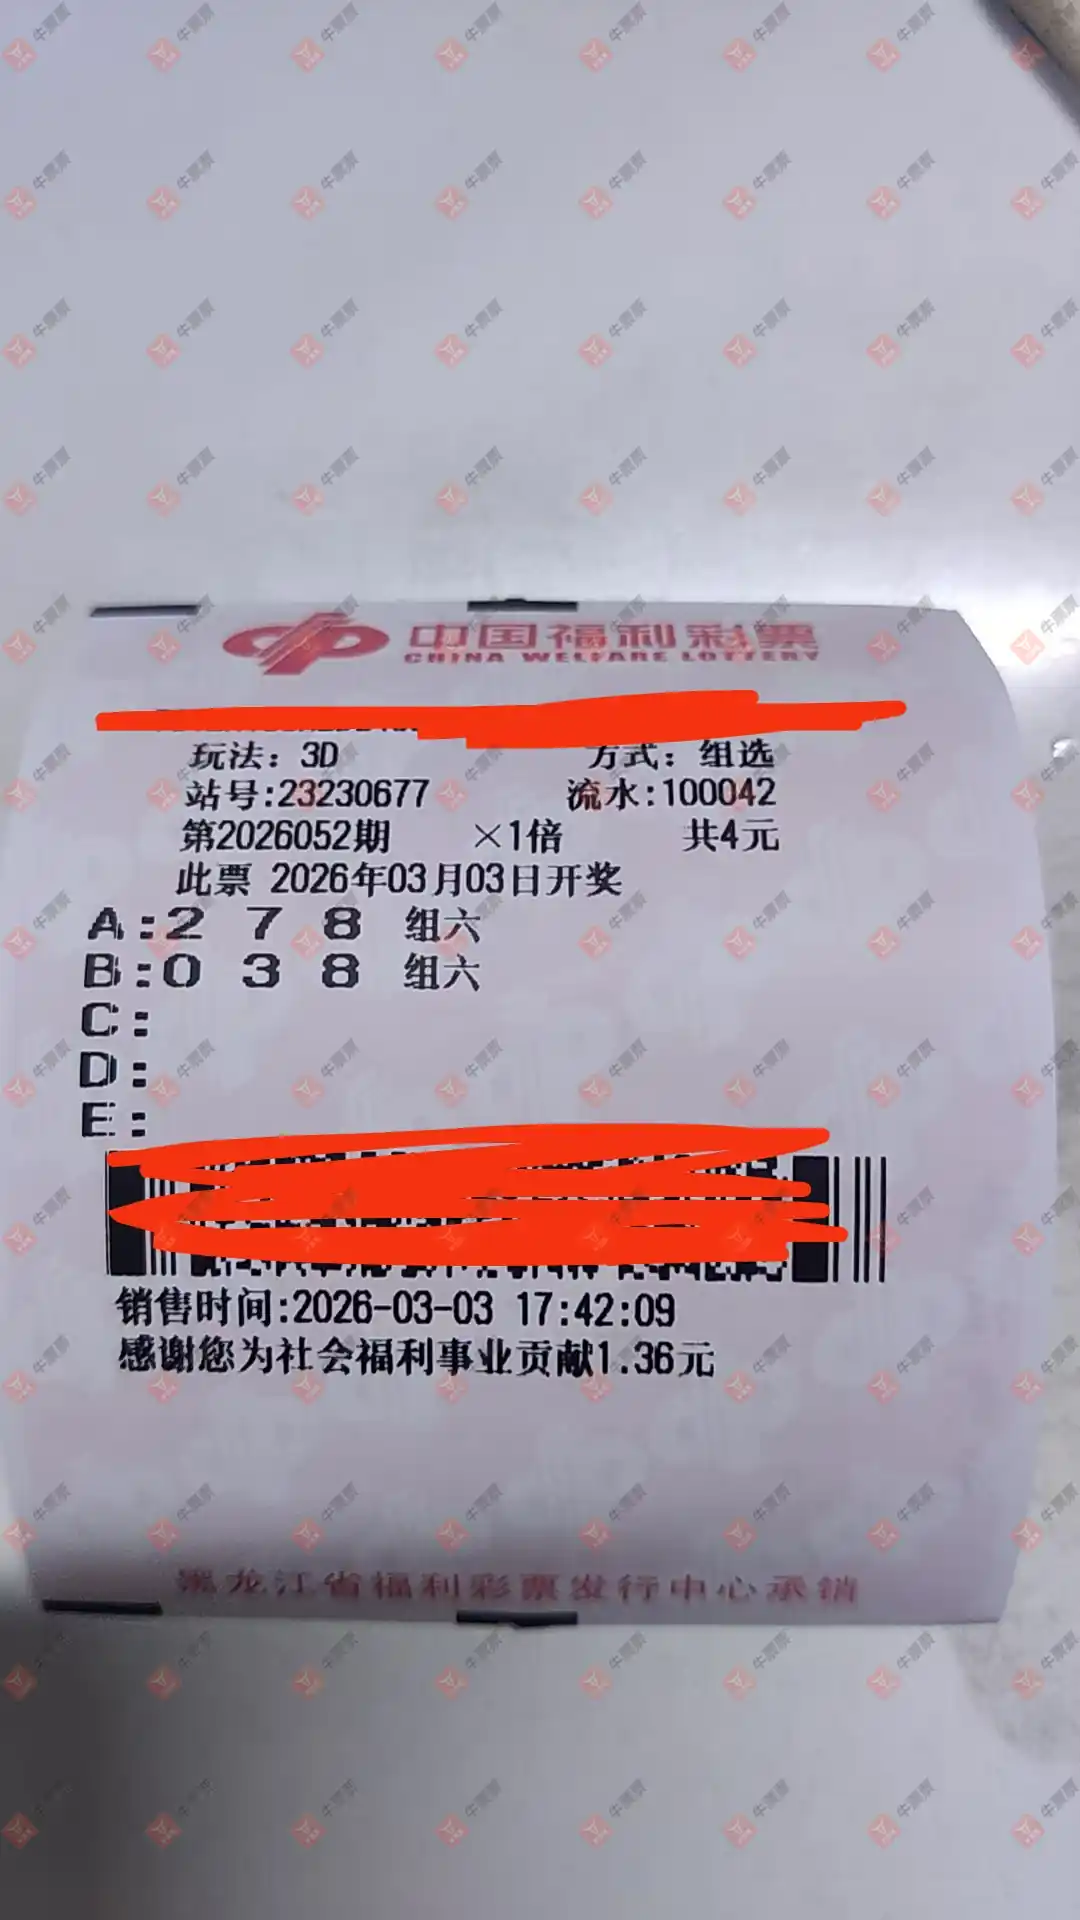 中国福利彩票
CHINA WELFARE LOTTERY
玩法：3D 方式：组选
站号:23230677 流水:100042
第2026052期 ×1倍 共4元
此票 2026年03月03日开奖
A:2 7 8 组六
B:0 3 8 组六
C:
D:
E:
销售时间:2026-03-03 17:42:09
感谢您为社会福利事业贡献1.36元
黑龙江省福利彩票发行中心承销
牛票票